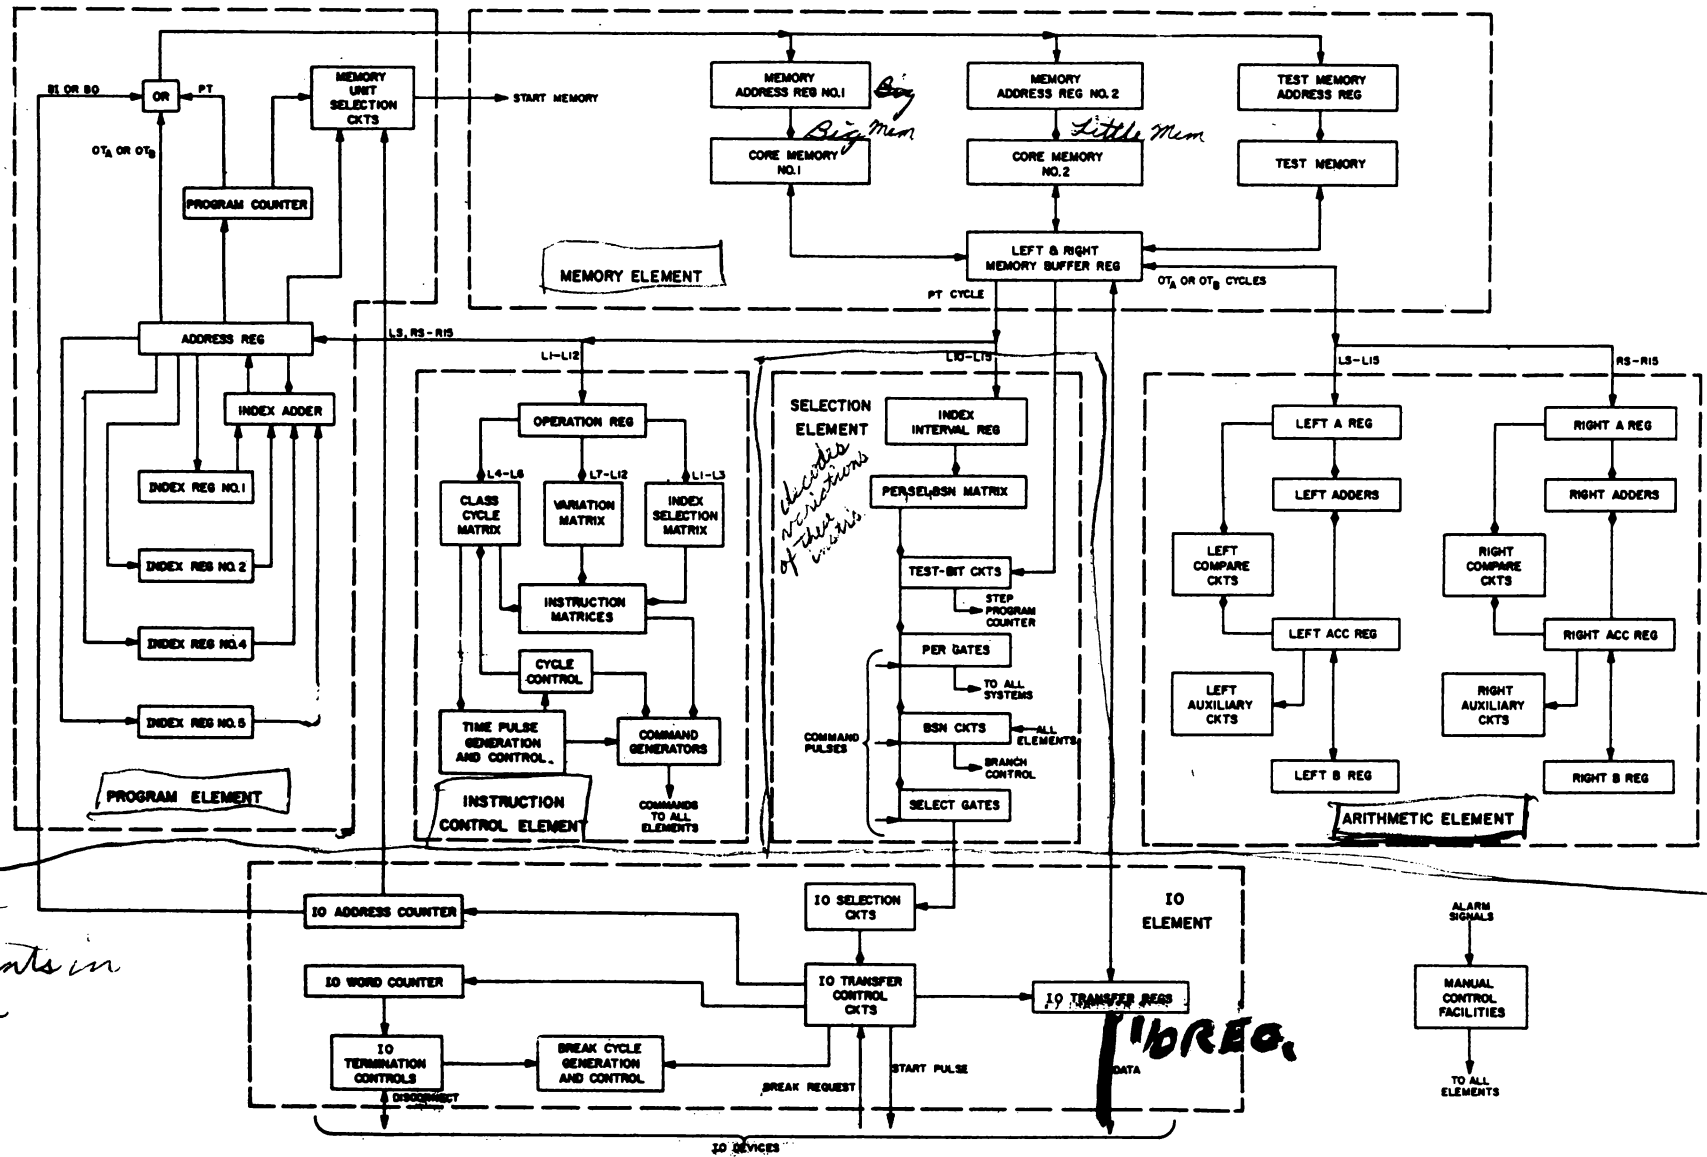 BI OR BO
OR
PT
OTA OR OTB
MEMORY
UNIT
SELECTION
CKTS
START MEMORY
PROGRAM COUNTER
ADDRESS REG
INDEX ADDER
INDEX REG NO.1
INDEX REG NO.2
INDEX REG NO.4
INDEX REG NO.5
PROGRAM ELEMENT
MEMORY
ADDRESS REG NO.1
Big
Big Mem
CORE MEMORY
NO.1
MEMORY
ADDRESS REG NO.2
Little Mem
CORE MEMORY
NO.2
TEST MEMORY
ADDRESS REG
TEST MEMORY
LEFT & RIGHT
MEMORY BUFFER REG
MEMORY ELEMENT
PT CYCLE
OTA OR OTB CYCLES
LS, RS-R15
L1-L12
L10-L15
LS-L15
RS-R15
OPERATION REG
L4-L6
L7-L12
L1-L3
CLASS
CYCLE
MATRIX
VARIATION
MATRIX
INDEX
SELECTION
MATRIX
INSTRUCTION
MATRICES
CYCLE
CONTROL
TIME PULSE
GENERATION
AND CONTROL
COMMAND
GENERATORS
COMMANDS
TO ALL
ELEMENTS
INSTRUCTION
CONTROL ELEMENT
SELECTION
ELEMENT
decides
variations
of these
instrs.
INDEX
INTERVAL REG
PERSELBSN MATRIX
TEST-BIT CKTS
STEP
PROGRAM
COUNTER
PER GATES
TO ALL
SYSTEMS
COMMAND
PULSES
BSN CKTS
ALL
ELEMENTS
BRANCH
CONTROL
SELECT GATES
LEFT A REG
LEFT ADDERS
LEFT
COMPARE
CKTS
LEFT ACC REG
LEFT
AUXILIARY
CKTS
LEFT B REG
RIGHT A REG
RIGHT ADDERS
RIGHT
COMPARE
CKTS
RIGHT ACC REG
RIGHT
AUXILIARY
CKTS
RIGHT B REG
ARITHMETIC ELEMENT
IO ADDRESS COUNTER
IO SELECTION
CKTS
IO
ELEMENT
IO WORD COUNTER
IO TRANSFER
CONTROL
CKTS
IO TRANSFER REGS
I/O REG.
IO
TERMINATION
CONTROLS
BREAK CYCLE
GENERATION
AND CONTROL
DISCONNECT
BREAK REQUEST
START PULSE
DATA
IO DEVICES
ALARM
SIGNALS
MANUAL
CONTROL
FACILITIES
TO ALL
ELEMENTS
nts in